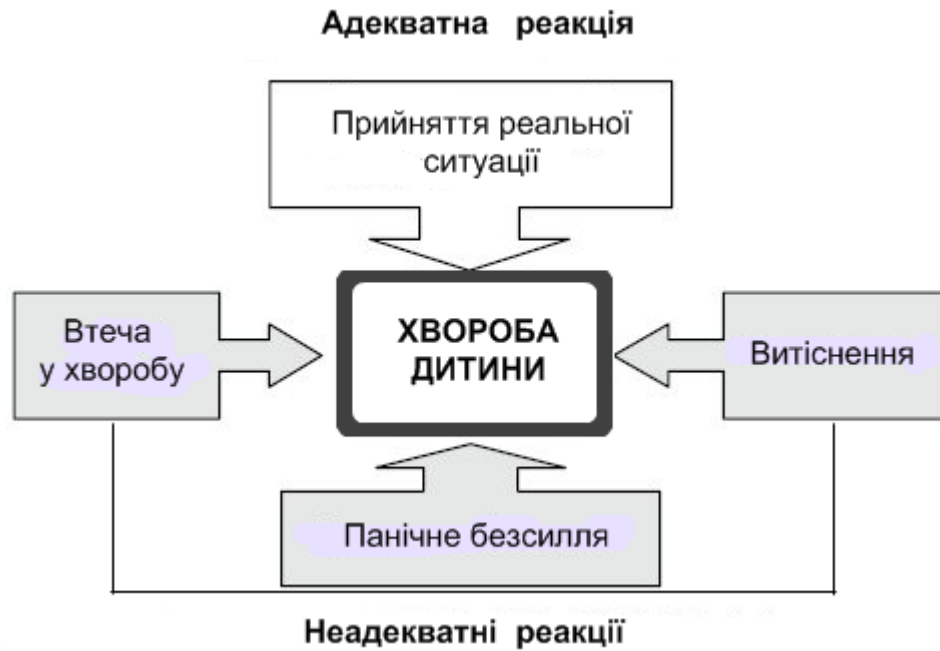 Адекватна реакція
Прийняття реальної
ситуації
Втеча
у хворобу
ХВОРОБА
ДИТИНИ
Витіснення
Панічне безсилля
Неадекватні реакції